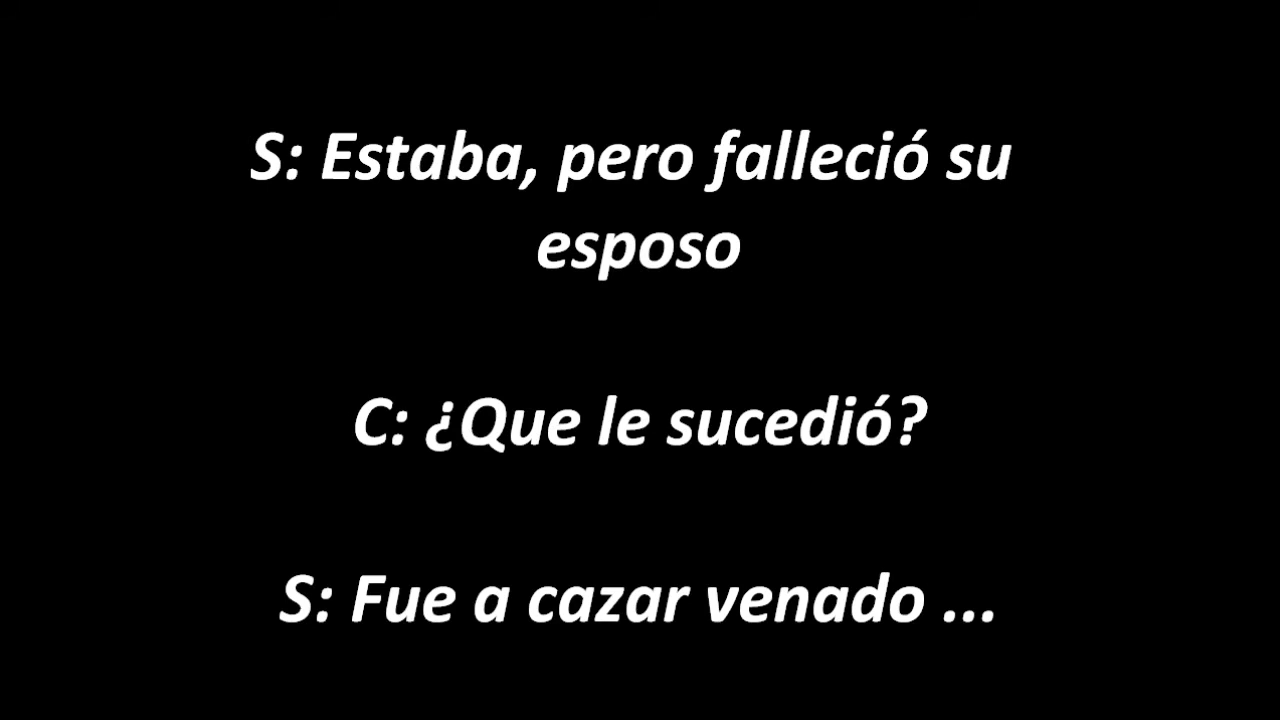 S: Estaba, pero falleció su
esposo
C: ¿Que le sucedió?
S: Fue a cazar venado ...